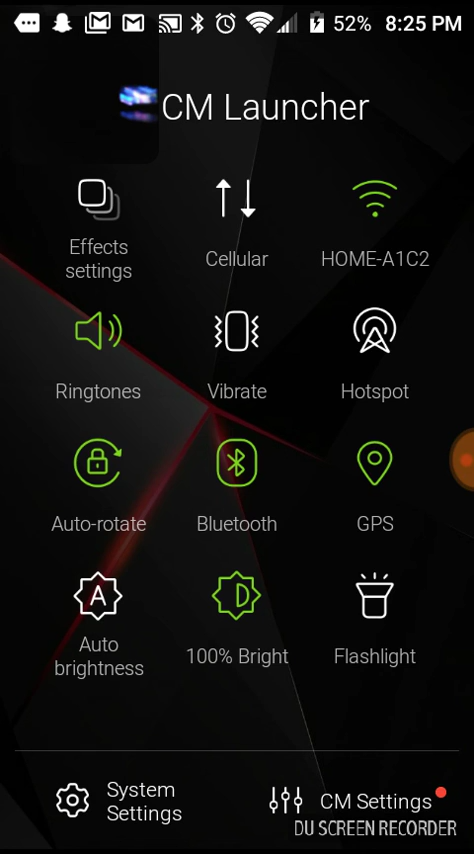 52% 8:25 PM
CM Launcher
Effects
settings
Cellular
HOME-A1C2
Ringtones
Vibrate
Hotspot
Auto-rotate
Bluetooth
GPS
Auto
brightness
100% Bright
Flashlight
System
Settings
CM Settings
DU SCREEN RECORDER